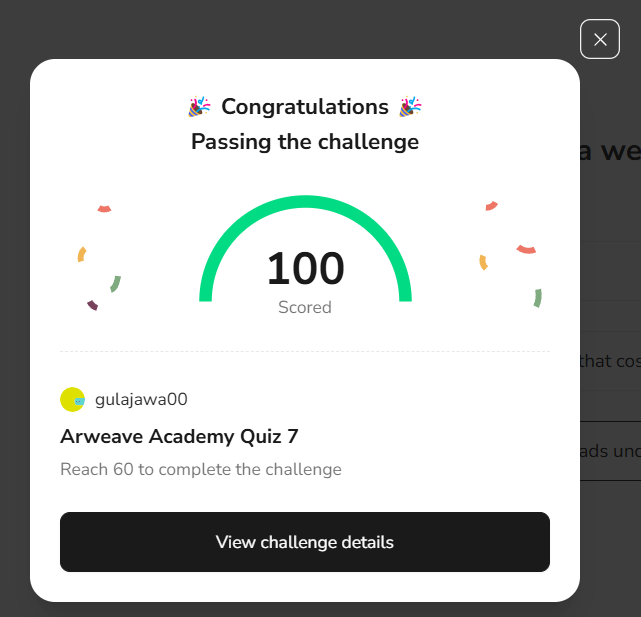 a we
🎉 Congratulations 🎉
Passing the challenge
100
Scored
that cos
gulajawa00
Arweave Academy Quiz 7
ads und
Reach 60 to complete the challenge
View challenge details